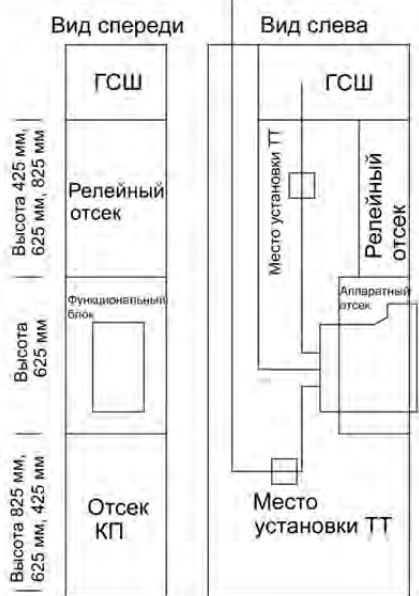 Вид спереди
Вид слева
ГСШ
ГСШ
Высота 425 мм,
625 мм, 825 мм
Релейный
отсек
Место установки ТТ
Релейный
отсек
Высота
625 мм
Функциональный
блок
Аппаратный
отсек
Высота 825 мм,
625 мм, 425 мм
Отсек
КП
Место
установки ТТ